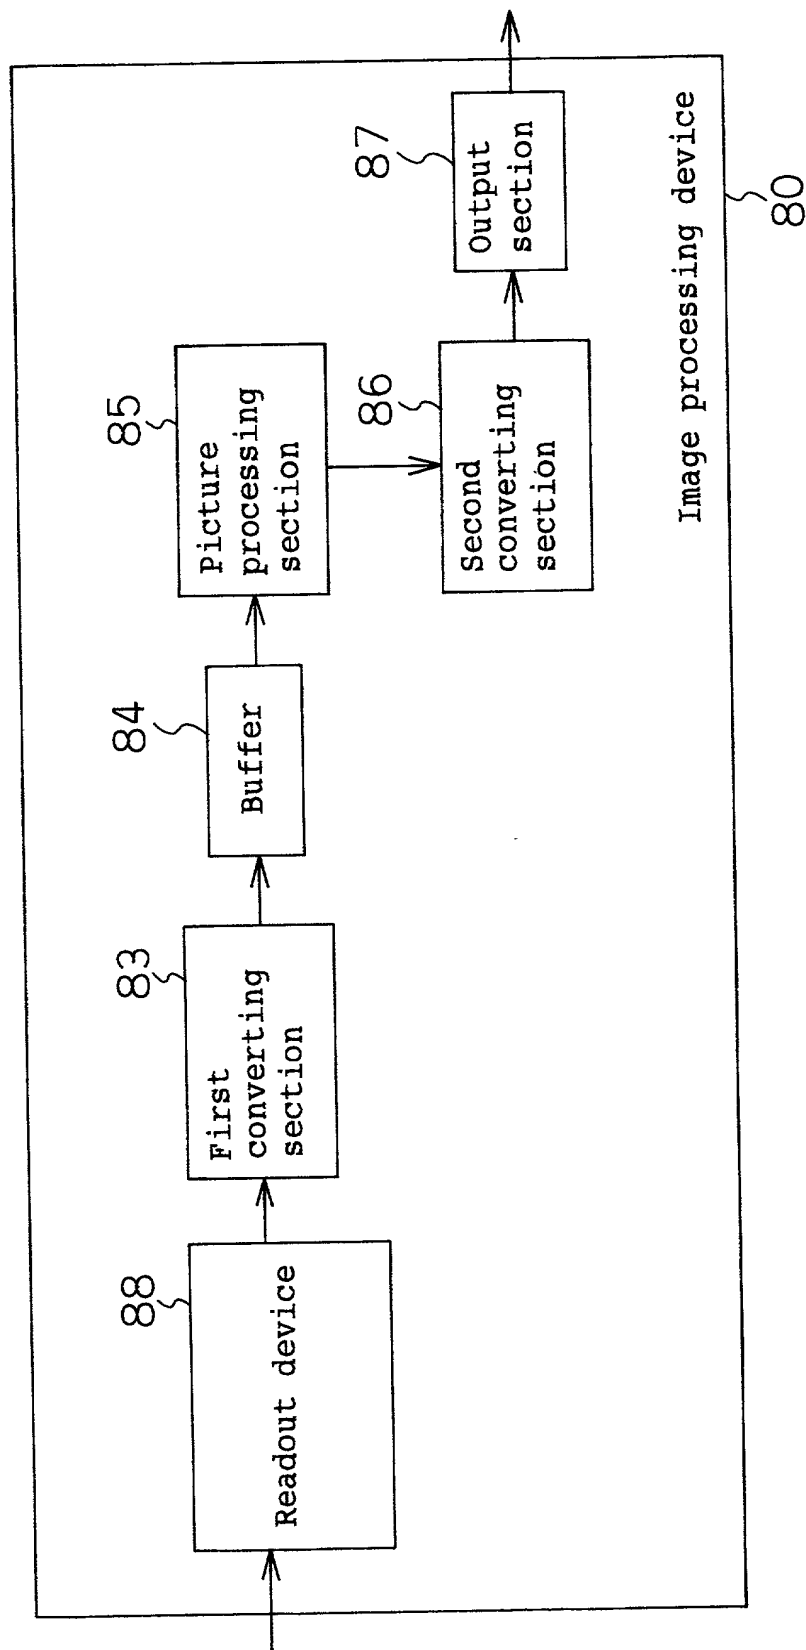 88
Readout device
83
First
converting
section
84
Buffer
85
Picture
processing
section
86
Second
converting
section
87
Output
section
Image processing device
80